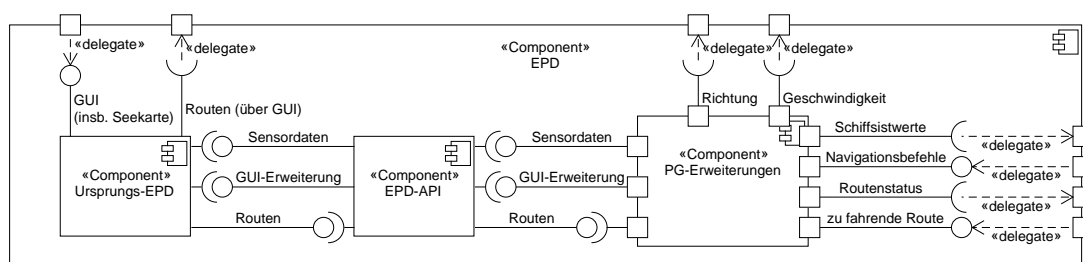 «delegate»
«delegate»
«delegate»
«delegate»
«Component»
EPD
GUI
(insb. Seekarte)
Routen (über GUI)
Richtung
Geschwindigkeit
«Component»
Ursprungs-EPD
Sensordaten
GUI-Erweiterung
Routen
«Component»
EPD-API
Sensordaten
GUI-Erweiterung
Routen
«Component»
PG-Erweiterungen
Schiffsistwerte
«delegate»
Navigationsbefehle
«delegate»
Routenstatus
«delegate»
zu fahrende Route
«delegate»